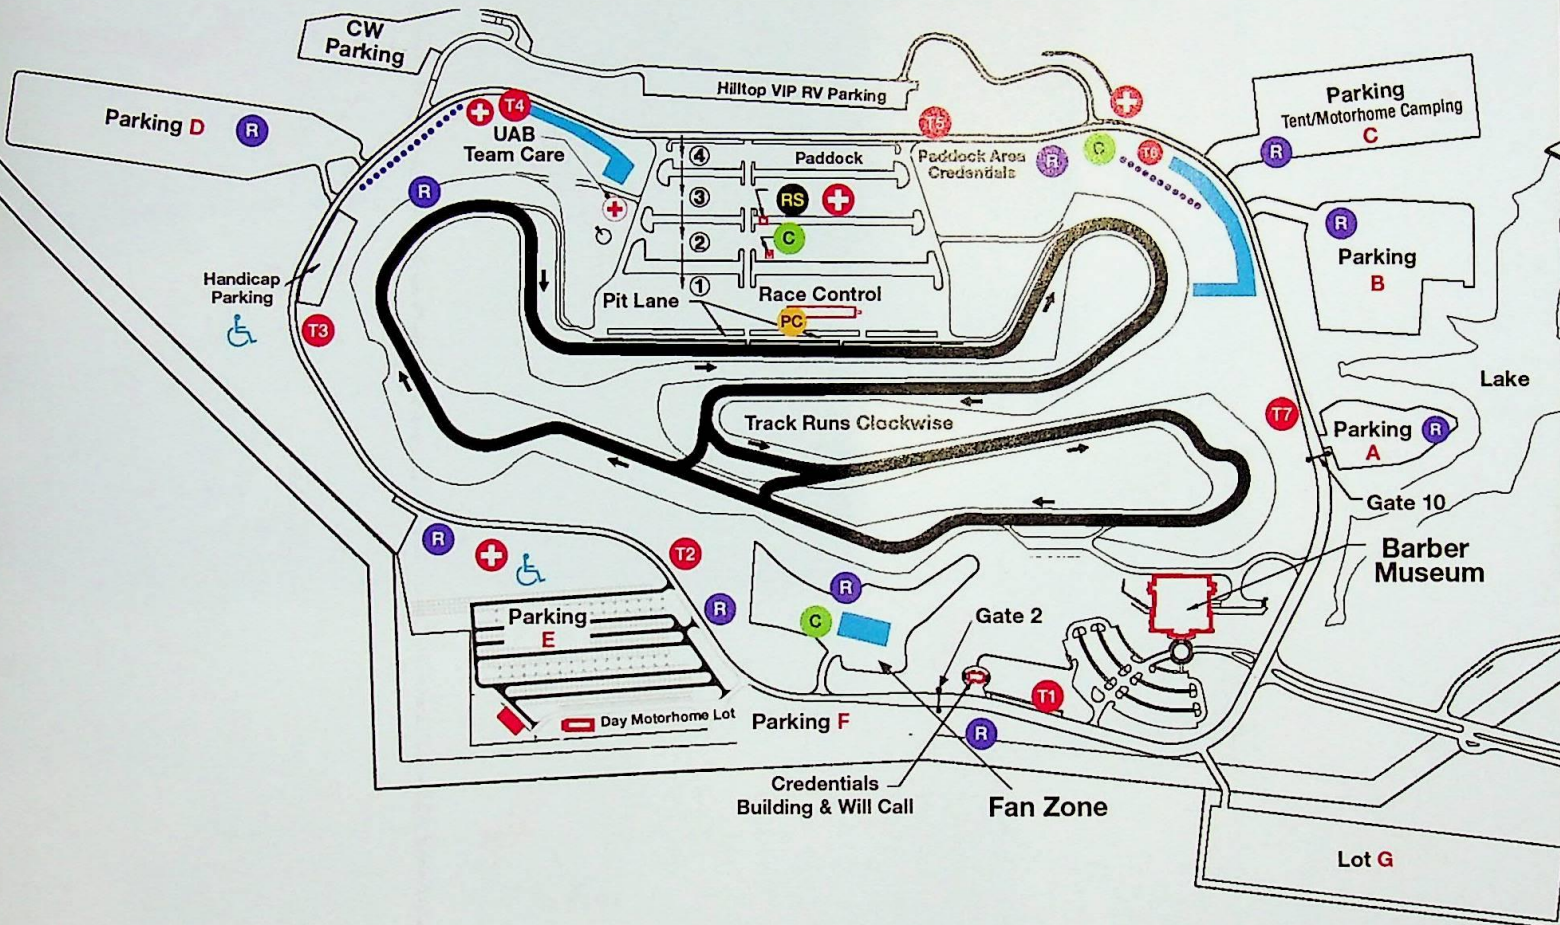 CW
Parking
Hilltop VIP RV Parking
Parking
Tent/Motorhome Camping
C
R
Parking D
R
T4
UAB
Team Care
R
4
Paddock
3
RS
2
C
M
1
T5
Paddock Area
Credentials
R
C
T6
R
Parking
B
Handicap
Parking
T3
Pit Lane
Race Control
PC
Lake
T7
Parking
A
R
Track Runs Clockwise
Gate 10
Barber
Museum
R
T2
R
R
C
Parking
E
Gate 2
T1
Day Motorhome Lot
Parking F
R
Credentials
Building & Will Call
Fan Zone
Lot G